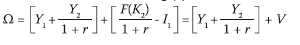 Ω = [Y₁ + Y₂/(1 + r)] + [F(K₂)/(1 + r) - I₁] = [Y₁ + Y₂/(1 + r)] + V